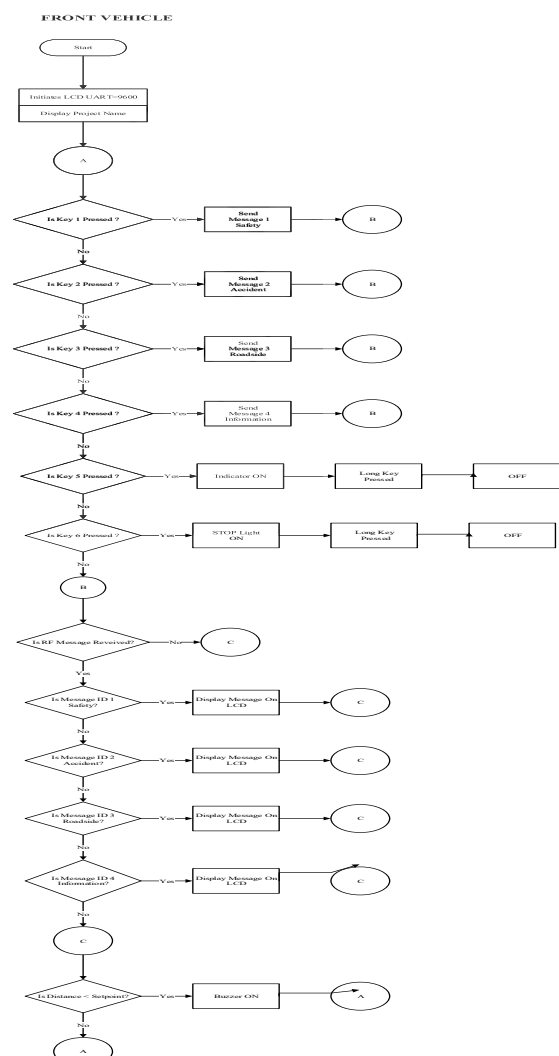 FRONT VEHICLE
Start
Initiates LCD UART=9600
Display Project Name
A
Is Key 1 Pressed ?
Yes
Send
Message 1
Safety
B
No
Is Key 2 Pressed ?
Yes
Send
Message 2
Accident
B
No
Is Key 3 Pressed ?
Yes
Send
Message 3
Roadside
B
No
Is Key 4 Pressed ?
Yes
Send
Message 4
Information
B
No
Is Key 5 Pressed ?
Yes
Indicator ON
Long Key
Pressed
OFF
No
Is Key 6 Pressed ?
Yes
STOP Light
ON
Long Key
Pressed
OFF
No
B
Is RF Message Reveived?
No
C
Yes
Is Message ID 1
Safety?
Yes
Display Message On
LCD
C
No
Is Message ID 2
Accident?
Yes
Display Message On
LCD
C
No
Is Message ID 3
Roadside?
Yes
Display Message On
LCD
C
No
Is Message ID 4
Information?
Yes
Display Message On
LCD
C
No
C
Is Distance < Setpoint?
Yes
Buzzer ON
A
No
A